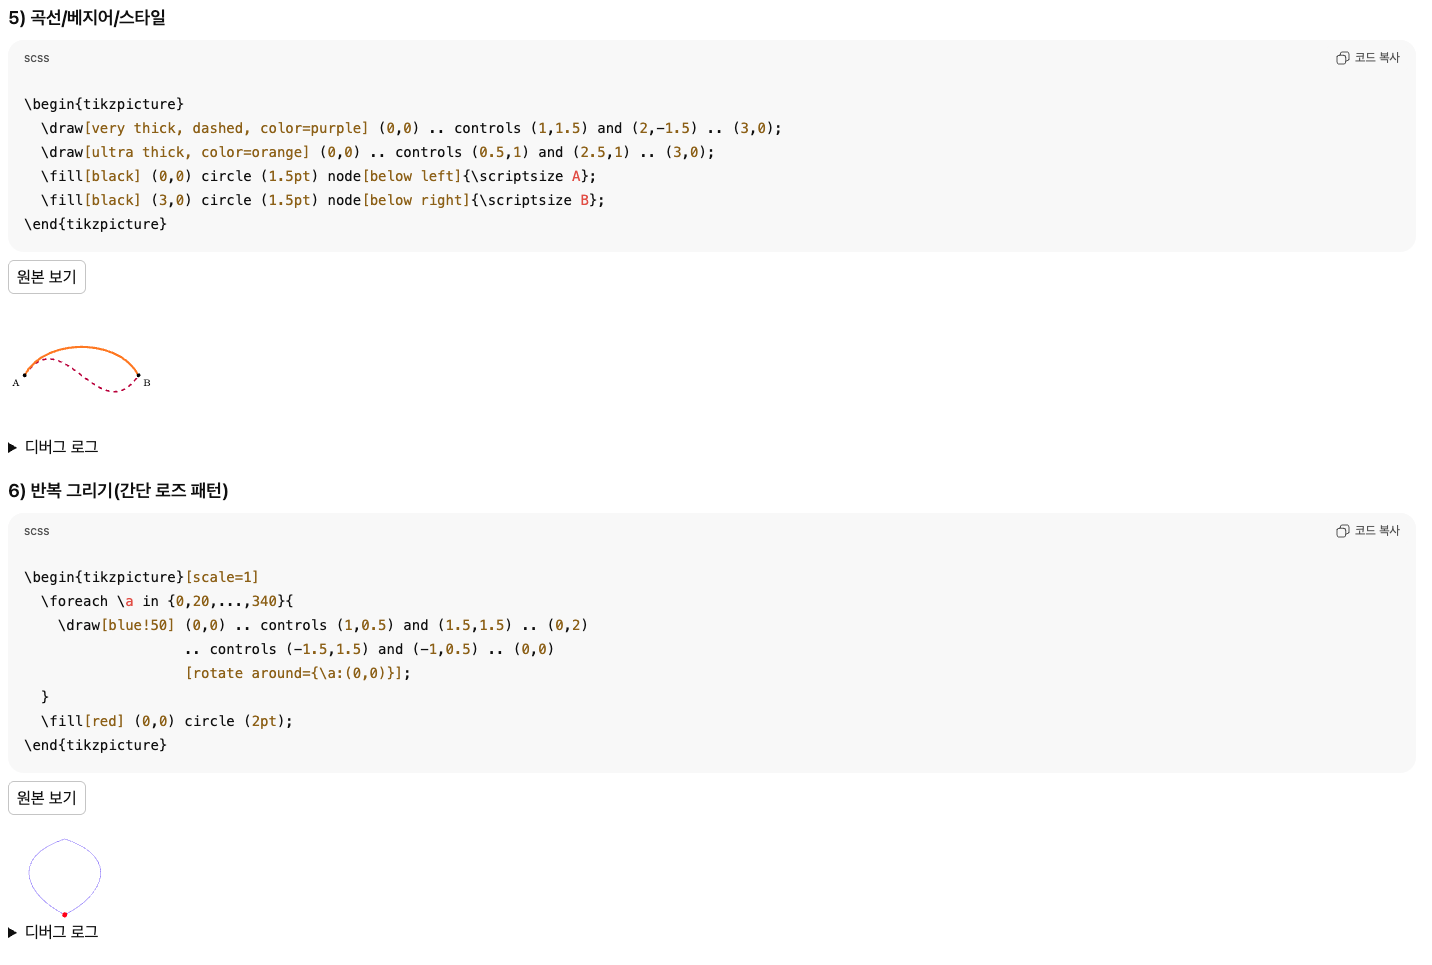 5) 곡선/베지어/스타일
scss
코드 복사
\begin{tikzpicture}
  \draw[very thick, dashed, color=purple] (0,0) .. controls (1,1.5) and (2,-1.5) .. (3,0);
  \draw[ultra thick, color=orange] (0,0) .. controls (0.5,1) and (2.5,1) .. (3,0);
  \fill[black] (0,0) circle (1.5pt) node[below left]{\scriptsize A};
  \fill[black] (3,0) circle (1.5pt) node[below right]{\scriptsize B};
\end{tikzpicture}
원본 보기
A B
▶ 디버그 로그
6) 반복 그리기(간단 로즈 패턴)
scss
코드 복사
\begin{tikzpicture}[scale=1]
  \foreach \a in {0,20,...,340}{
    \draw[blue!50] (0,0) .. controls (1,0.5) and (1.5,1.5) .. (0,2)
                   .. controls (-1.5,1.5) and (-1,0.5) .. (0,0)
                   [rotate around={\a:(0,0)}];
  }
  \fill[red] (0,0) circle (2pt);
\end{tikzpicture}
원본 보기
▶ 디버그 로그